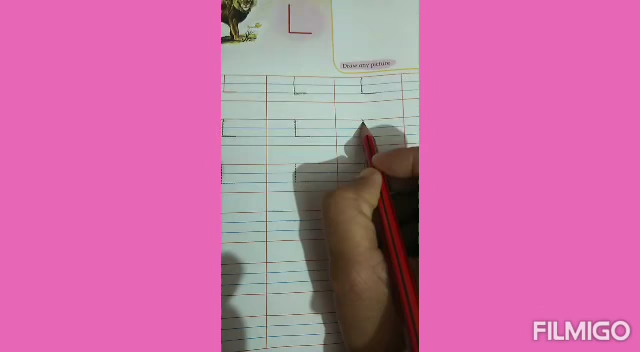 L
Draw any picture
L L L
L L
FILMIGO